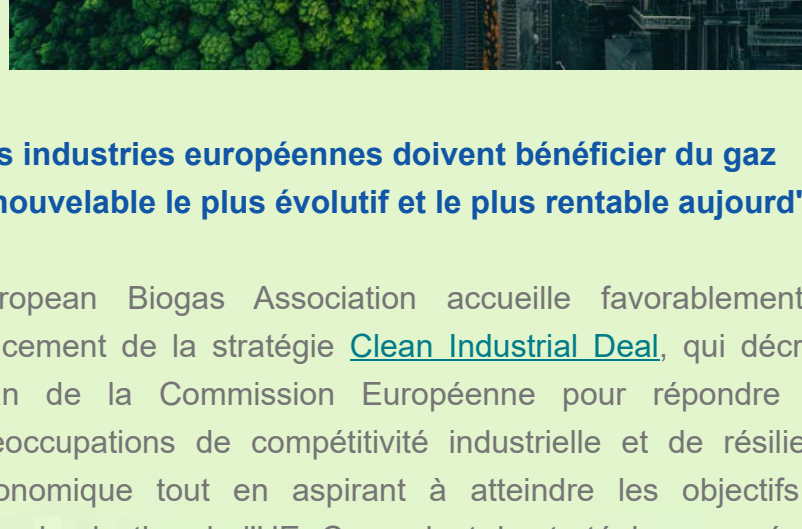 s industries européennes doivent bénéficier du gaz
nouvelable le plus évolutif et le plus rentable aujourd'
ropean Biogas Association accueille favorablement
cement de la stratégie Clean Industrial Deal, qui décr
n de la Commission Européenne pour répondre
éoccupations de compétitivité industrielle et de résilie
onomique tout en aspirant à atteindre les objectifs